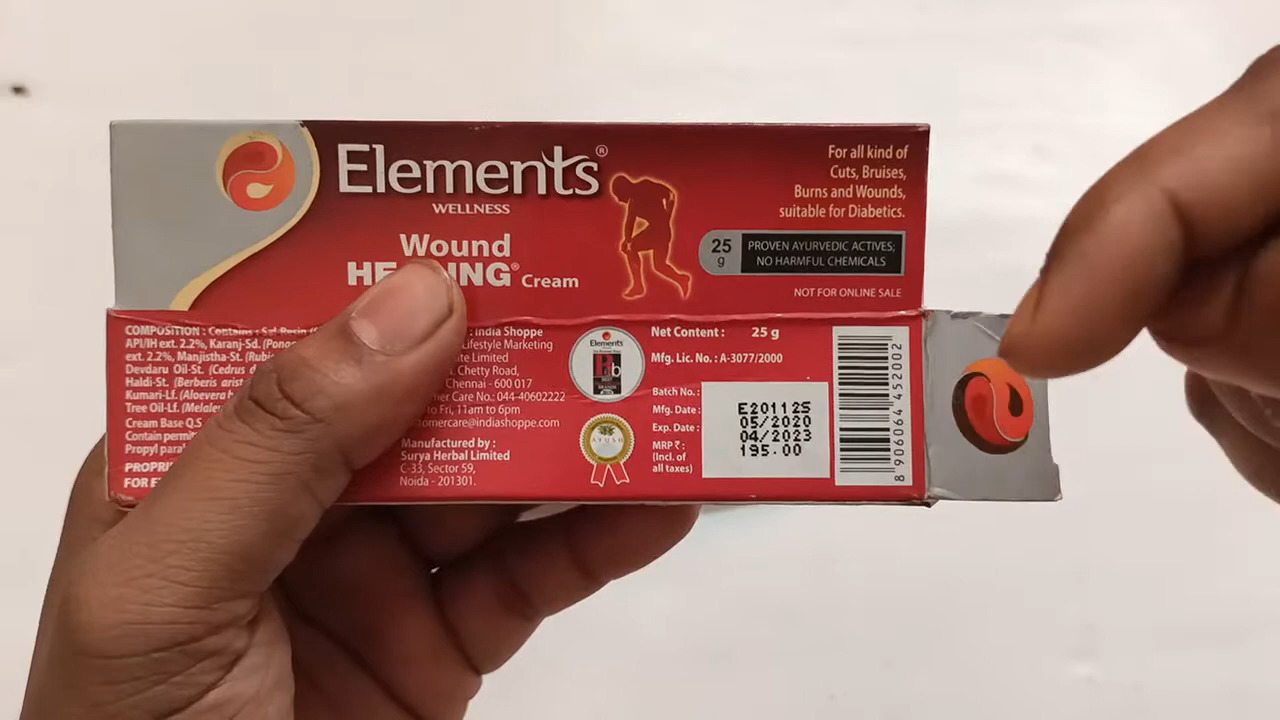 Elements®
WELLNESS
Wound
Cream
For all kind of
Cuts, Bruises,
Burns and Wounds,
suitable for Diabetics.
25 g
PROVEN AYURVEDIC ACTIVES;
NO HARMFUL CHEMICALS
NOT FOR ONLINE SALE
COMPOSITION : Contains : Sal Resin
API/IH ext. 2.2%, Karanj-Sd.
ext. 2.2%, Manjistha-St.
Devdaru Oil-St. (Cedrus
Haldi-St. (Berberis
Kumari-Lf. (Aloevera
Tree Oil-Lf.
Cream Base Q.S.
Contain
Propyl
India Shoppe
Marketing
Limited
Chetty Road,
Chennai - 600 017
Care No.: 044-40602222
to Fri, 11am to 6pm
@indiashoppe.com
Manufactured by :
Surya Herbal Limited
C-33, Sector 59,
Noida - 201301.
Elements
AYUSH
Net Content : 25 g
Mfg. Lic. No. : A-3077/2000
Batch No. : E201125
Mfg. Date : 05/2020
Exp. Date : 04/2023
MRP ₹ : 195.00
(Incl. of
all taxes)
8 906064 452002